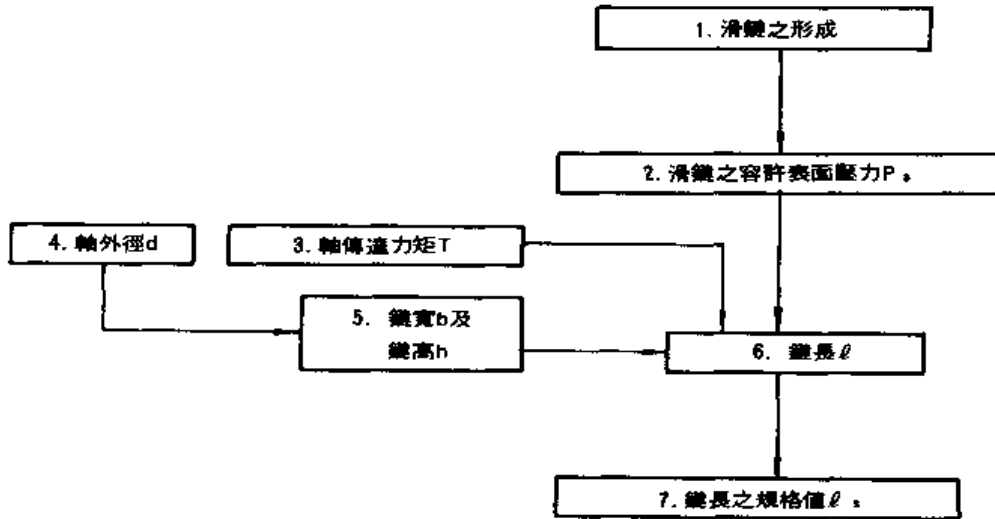 1. 滑鍵之形成
2. 滑鍵之容許表面壓力Pₐ
4. 軸外徑d
3. 軸傳達力矩T
5. 鍵寬b及
鍵高h
6. 鍵長ℓ
7. 鍵長之規格值ℓₛ